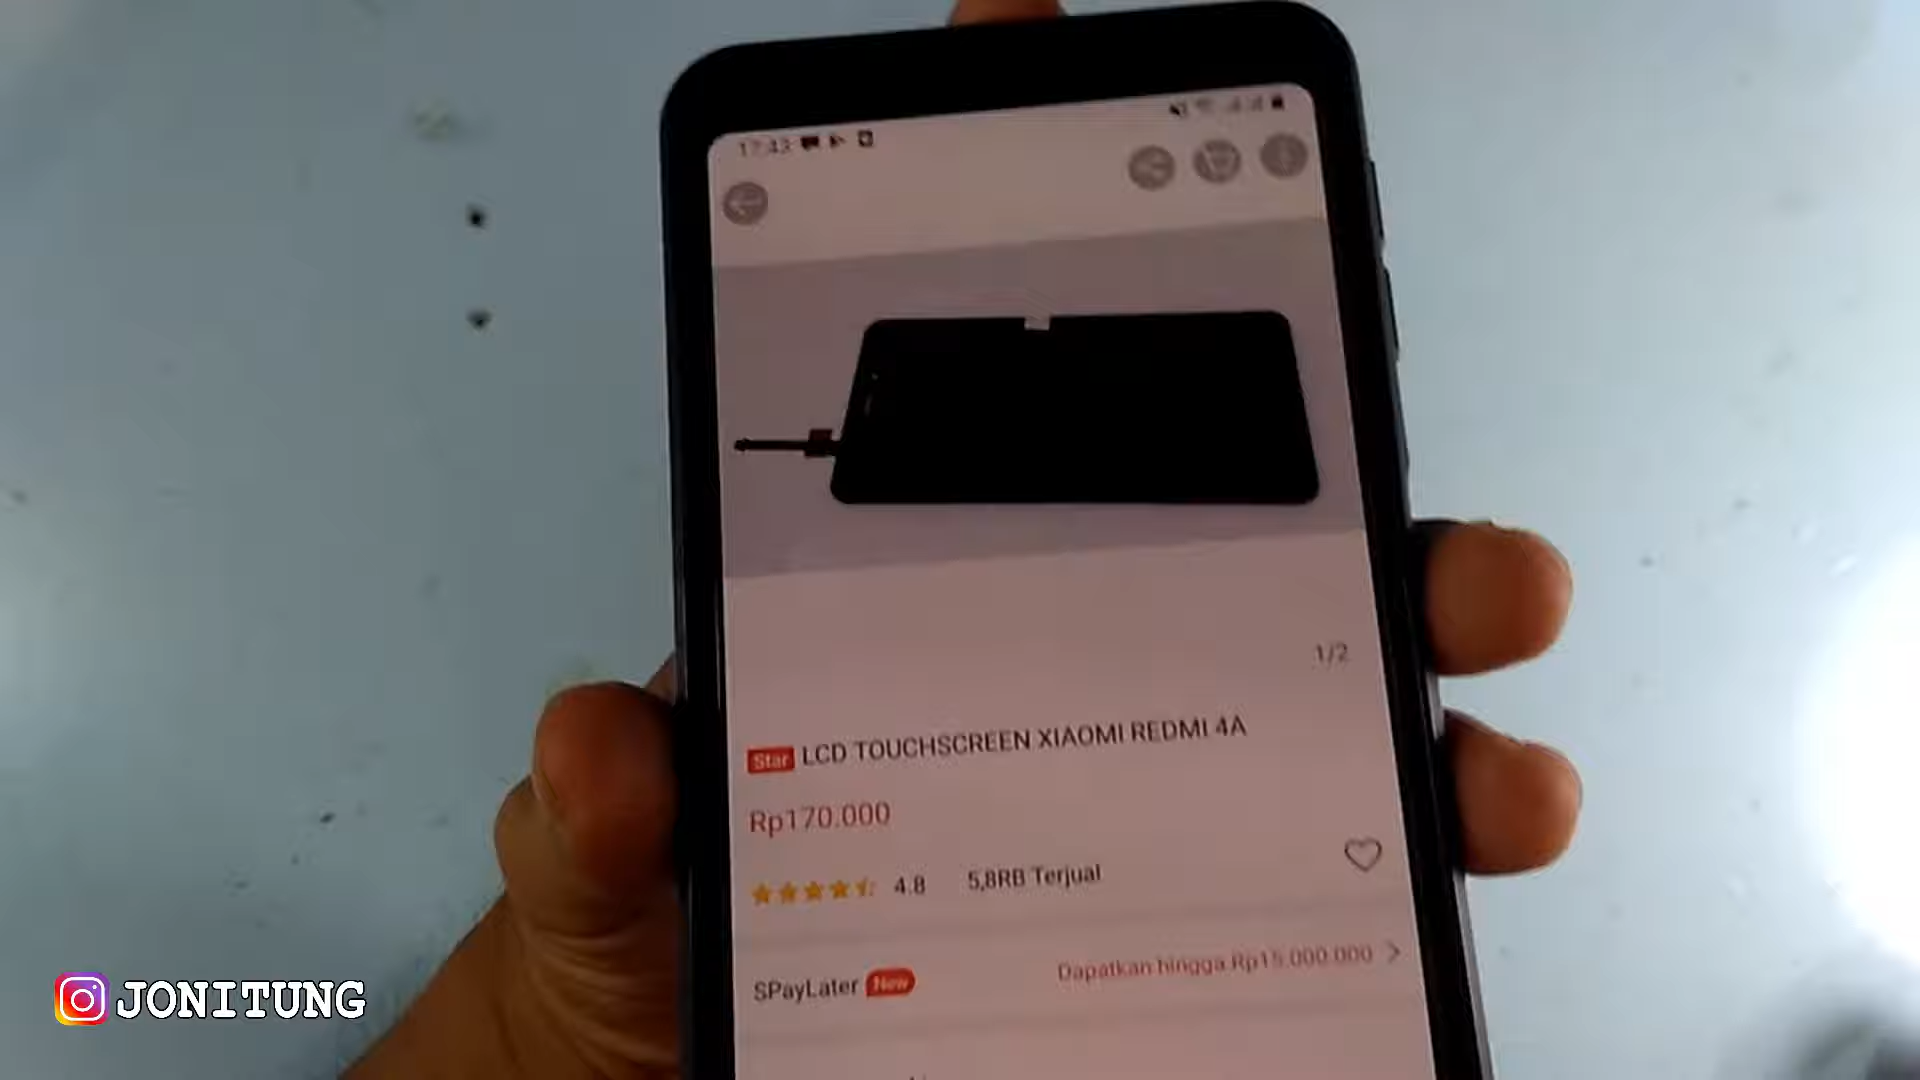 17:43
1/2
Star LCD TOUCHSCREEN XIAOMI REDMI 4A
Rp170.000
4.8 5,8RB Terjual
SPayLater New Dapatkan hingga Rp15.000.000
JONITUNG